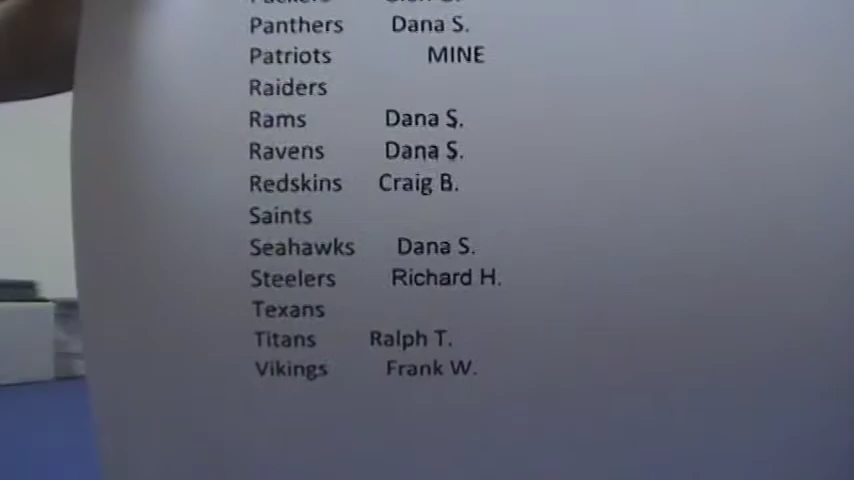 Panthers Dana S.
Patriots MINE
Raiders
Rams Dana S.
Ravens Dana S.
Redskins Craig B.
Saints
Seahawks Dana S.
Steelers Richard H.
Texans
Titans Ralph T.
Vikings Frank W.